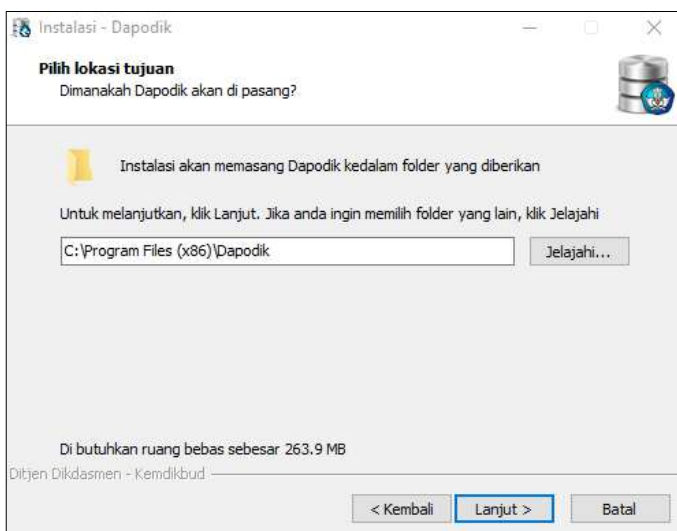 Instalasi - Dapodik
Pilih lokasi tujuan
Dimanakah Dapodik akan di pasang?
Instalasi akan memasang Dapodik kedalam folder yang diberikan
Untuk melanjutkan, klik Lanjut. Jika anda ingin memilih folder yang lain, klik Jelajahi
C:\Program Files (x86)\Dapodik
Jelajahi...
Di butuhkan ruang bebas sebesar 263.9 MB
Ditjen Dikdasmen - Kemdikbud
< Kembali
Lanjut >
Batal